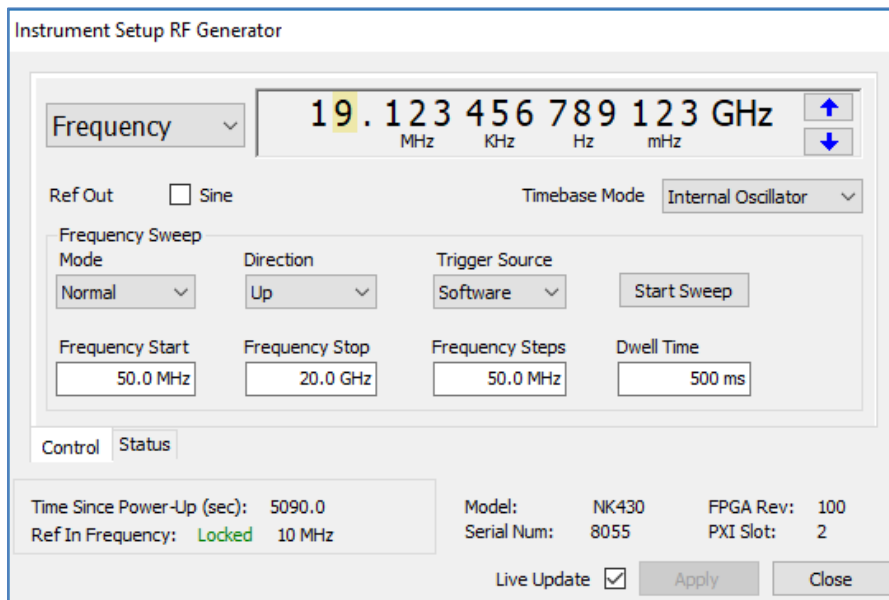 Instrument Setup RF Generator
Frequency
19.123 456 789 123 GHz
MHz KHz Hz mHz
Ref Out Sine Timebase Mode Internal Oscillator
Frequency Sweep
Mode Direction Trigger Source
Normal Up Software Start Sweep
Frequency Start Frequency Stop Frequency Steps Dwell Time
50.0 MHz 20.0 GHz 50.0 MHz 500 ms
Control Status
Time Since Power-Up (sec): 5090.0 Model: NK430 FPGA Rev: 100
Ref In Frequency: Locked 10 MHz Serial Num: 8055 PXI Slot: 2
Live Update Apply Close